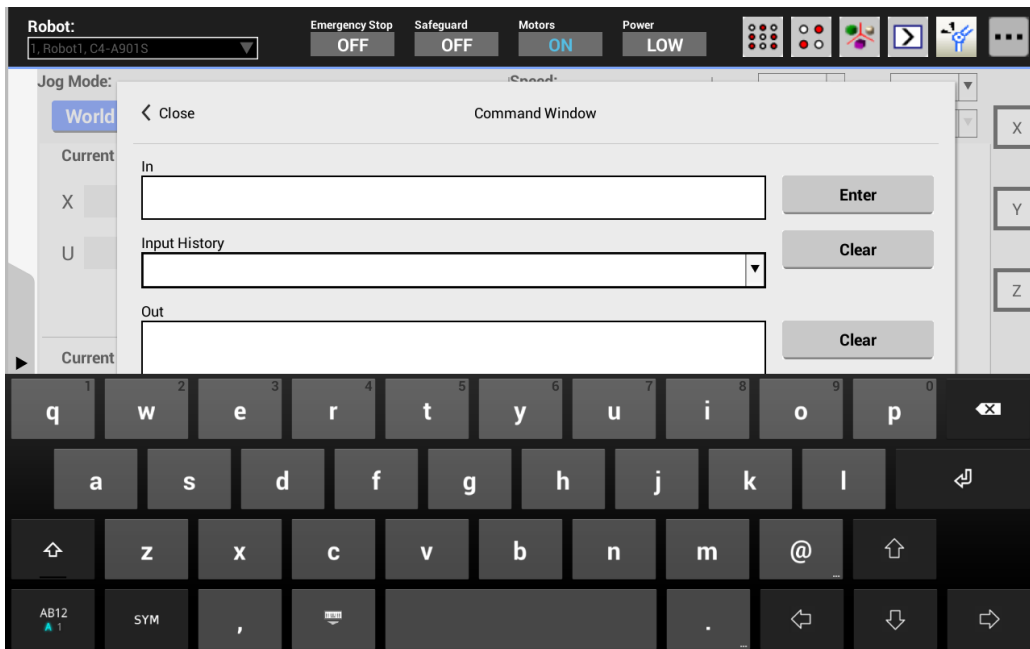 Robot:
1, Robot1, C4-A901S
Emergency Stop
OFF
Safeguard
OFF
Motors
ON
Power
LOW
Jog Mode:
Speed:
World
Close
Command Window
X
Current
In
Enter
X
Y
Input History
Clear
U
Z
Out
Clear
Current
1 2 3 4 5 6 7 8 9 0
q w e r t y u i o p
a s d f g h j k l
z x c v b n m @
...
AB12
1
SYM
,
.
...